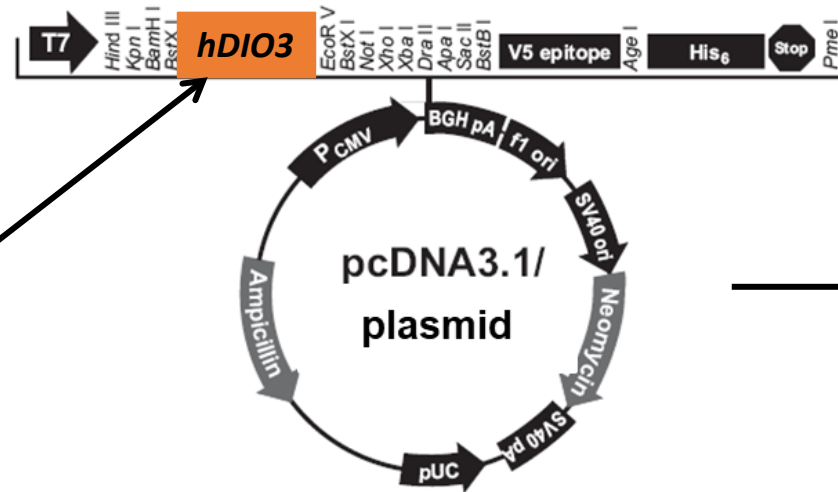 T7
Hind III
Kpn I
BamH I
BstX I
hDIO3
EcoR V
BstX I
Not I
Xho I
Xba I
Dra II
Apa I
Sac II
BstB I
V5 epitope
Age I
His6
Stop
Pme I
PCMV
BGH pA
f1 ori
SV40 ori
Neomycin
SV40 pA
pUC
Ampicillin
pcDNA3.1/
plasmid